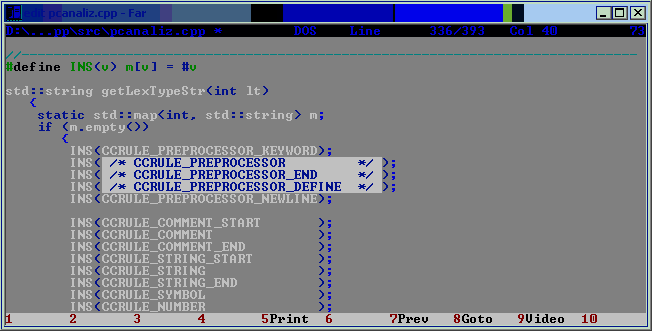 pcanaliz.cpp - Far
D:\...pp\src\pcanaliz.cpp * DOS Line 336/393 Col 40 73
//
#define INS(v) m[v] = #v
std::string getLexTypeStr(int lt)
{
static std::map(int, std::string) m;
if (m.empty())
{
INS(CCRULE_PREPROCESSOR_KEYWORD);
INS( /* CCRULE_PREPROCESSOR */ );
INS( /* CCRULE_PREPROCESSOR_END */ );
INS( /* CCRULE_PREPROCESSOR_DEFINE */ );
INS(CCRULE_PREPROCESSOR_NEWLINE);
INS(CCRULE_COMMENT_START );
INS(CCRULE_COMMENT );
INS(CCRULE_COMMENT_END );
INS(CCRULE_STRING_START );
INS(CCRULE_STRING );
INS(CCRULE_STRING_END );
INS(CCRULE_SYMBOL );
INS(CCRULE_NUMBER );
1 2 3 4 5Print 6 7Prev 8Goto 9Video 10